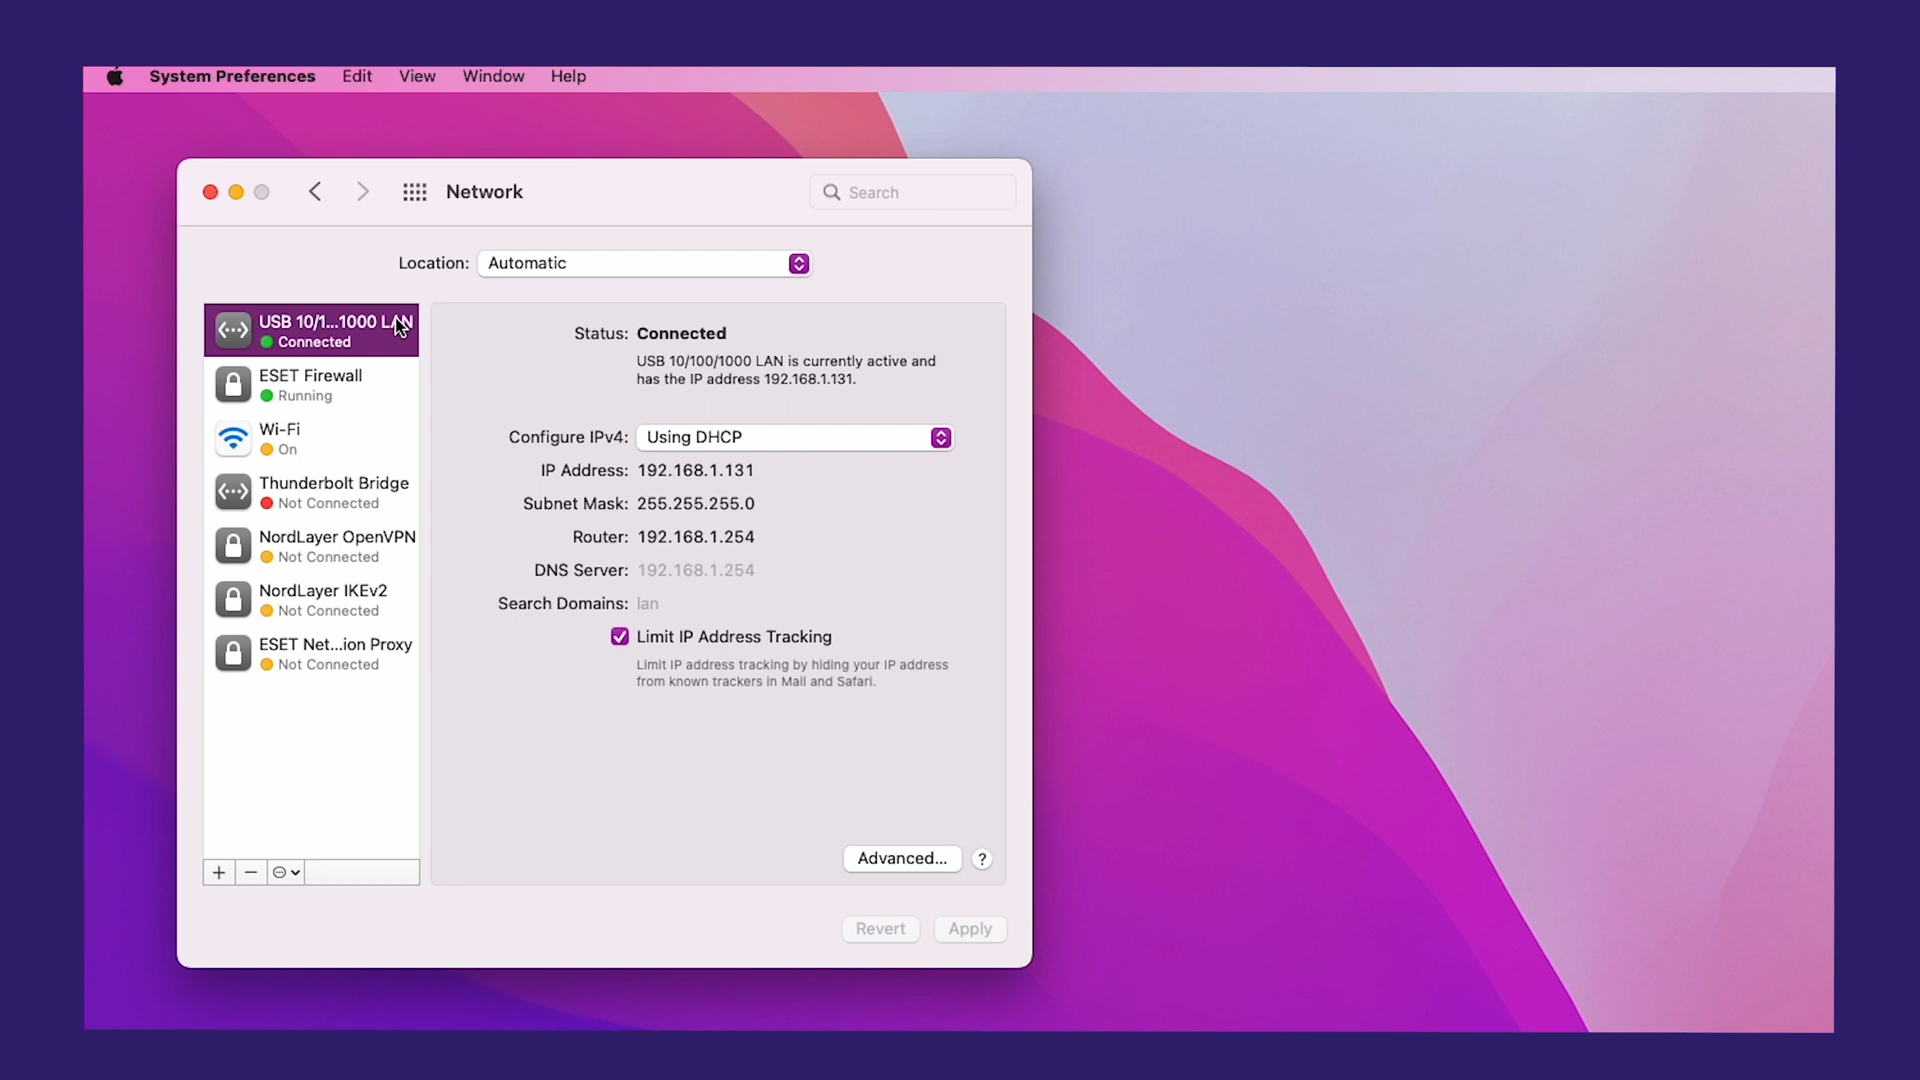 System Preferences Edit View Window Help
Network
Search
Location: Automatic
USB 10/1...1000 LAN
Connected
ESET Firewall
Running
Wi-Fi
On
Thunderbolt Bridge
Not Connected
NordLayer OpenVPN
Not Connected
NordLayer IKEv2
Not Connected
ESET Net...ion Proxy
Not Connected
Status: Connected
USB 10/100/1000 LAN is currently active and
has the IP address 192.168.1.131.
Configure IPv4: Using DHCP
IP Address: 192.168.1.131
Subnet Mask: 255.255.255.0
Router: 192.168.1.254
DNS Server: 192.168.1.254
Search Domains: lan
Limit IP Address Tracking
Limit IP address tracking by hiding your IP address
from known trackers in Mail and Safari.
Advanced... ?
Revert Apply